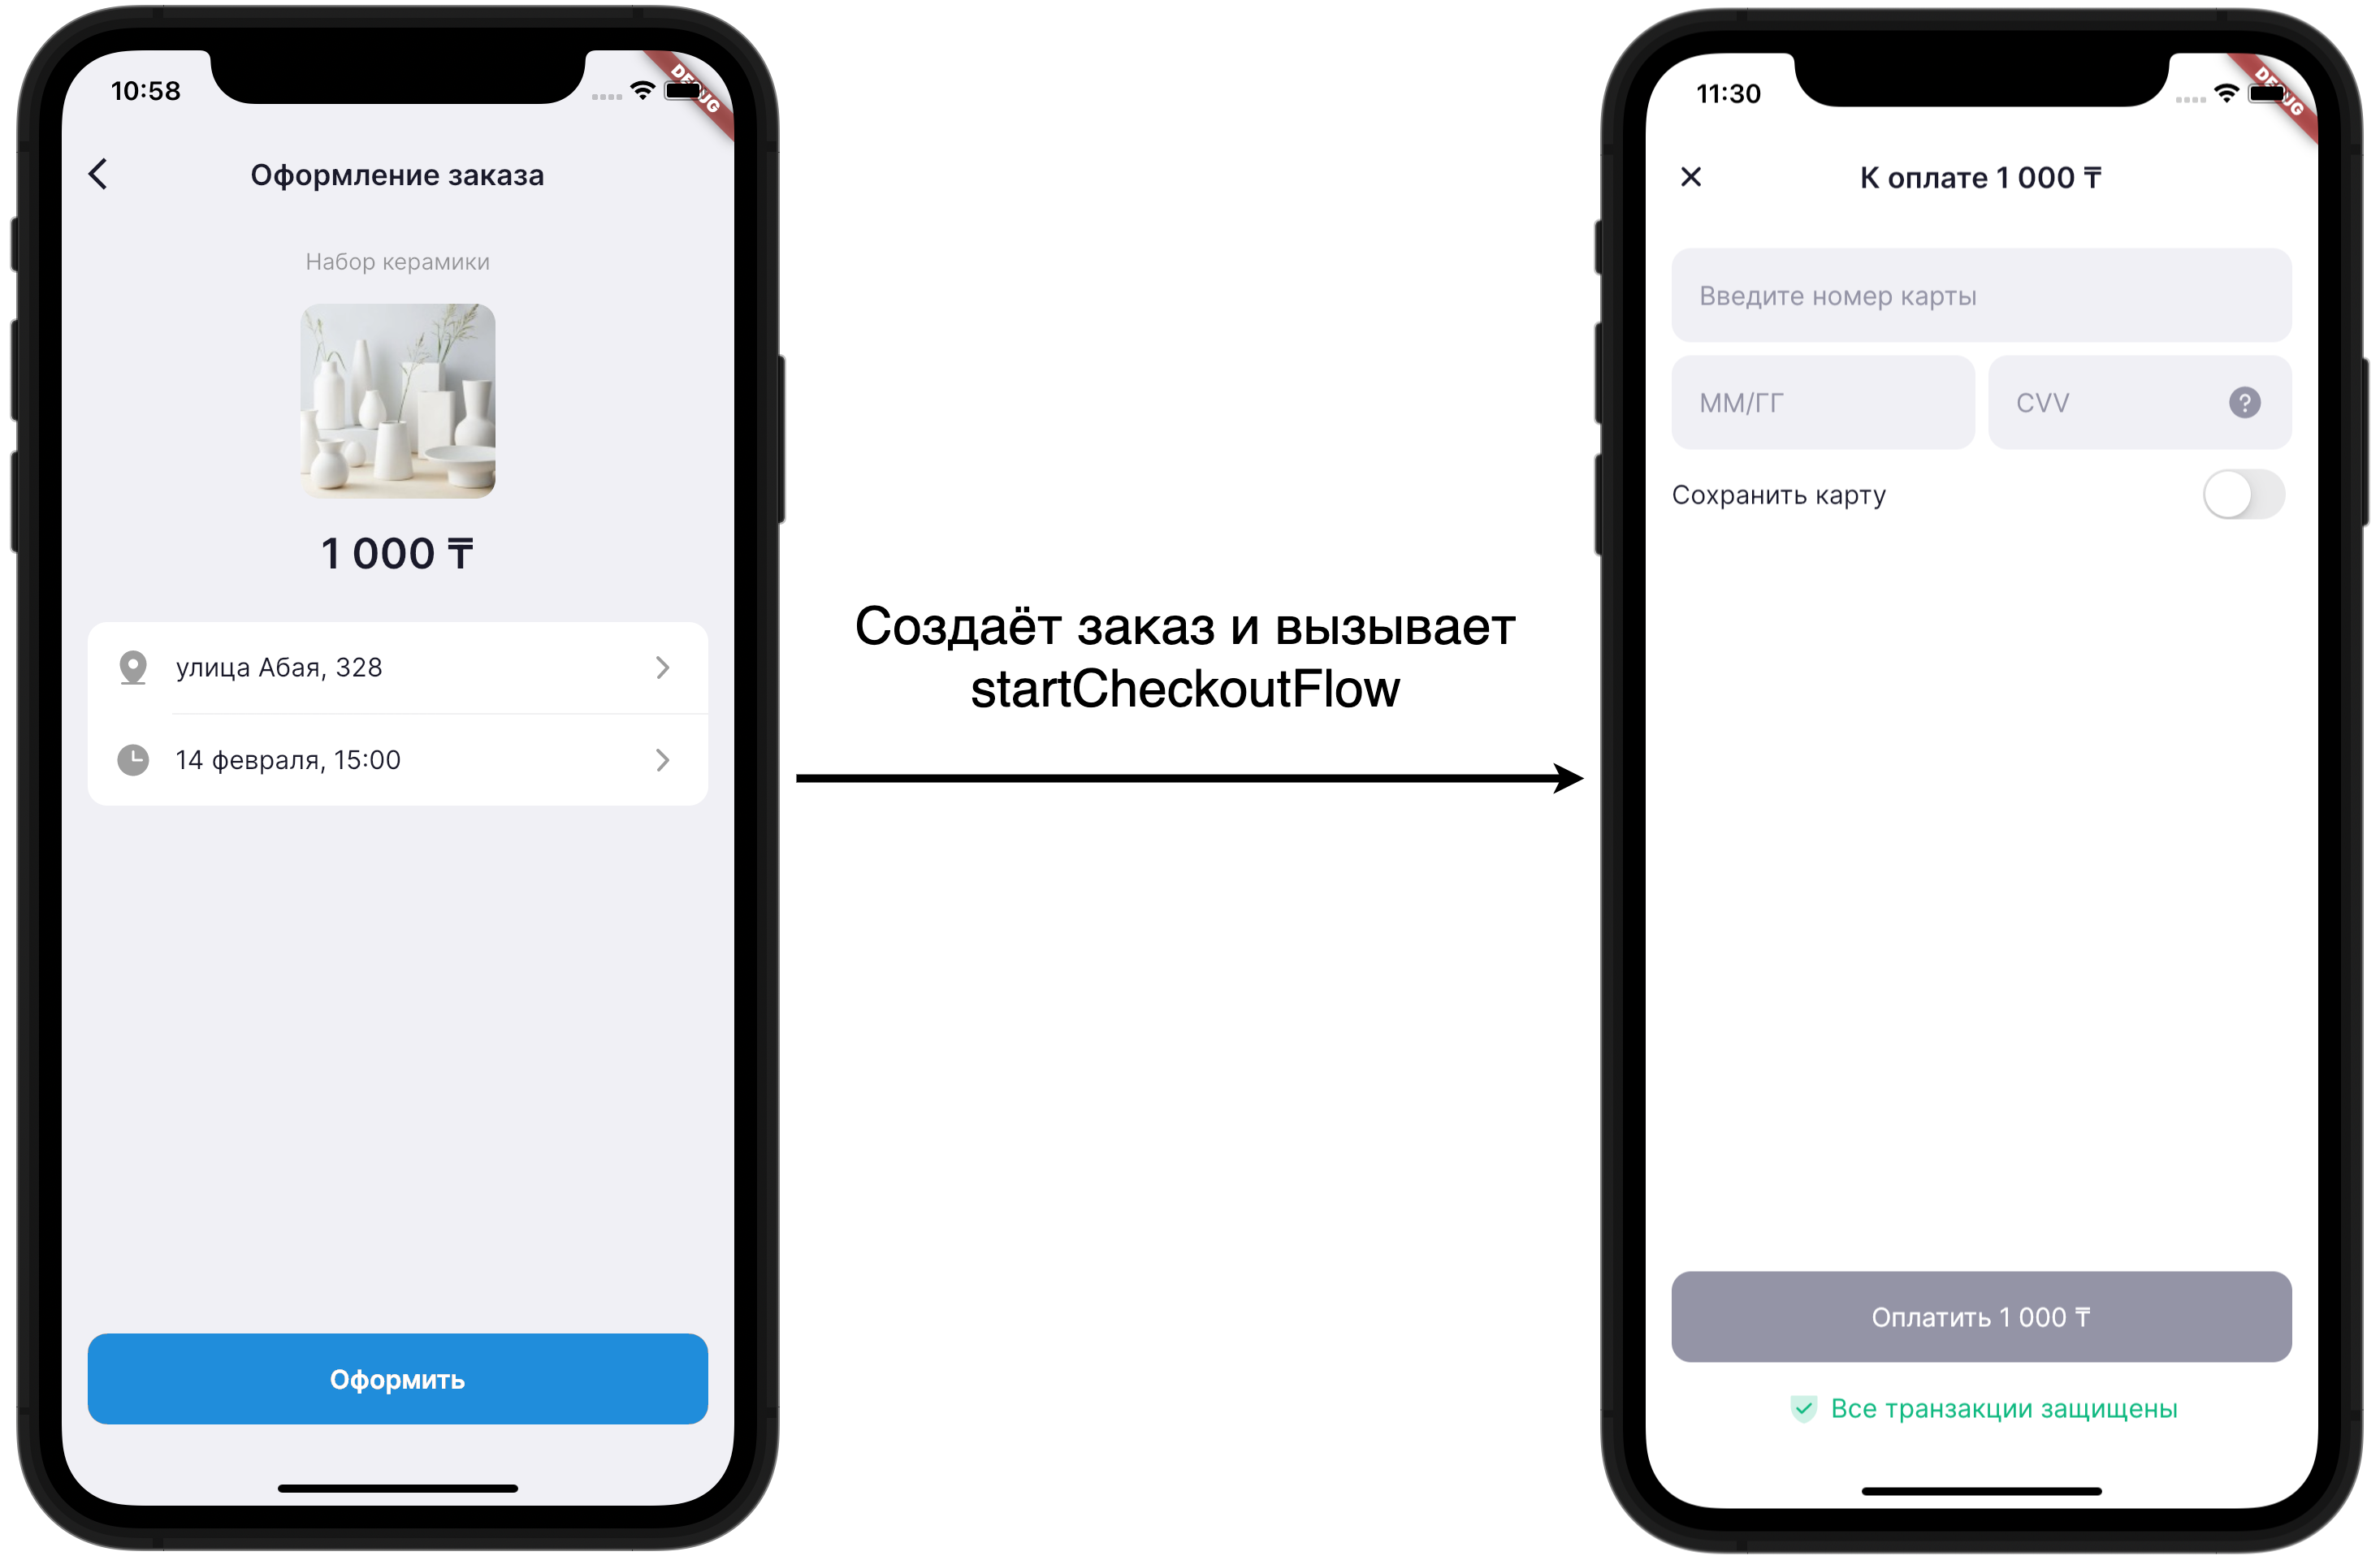 10:58
DEBUG
Оформление заказа
Набор керамики
1 000 ₸
улица Абая, 328
14 февраля, 15:00
Оформить
Создаёт заказ и вызывает
startCheckoutFlow
11:30
DEBUG
К оплате 1 000 ₸
Введите номер карты
ММ/ГГ
CVV
?
Сохранить карту
Оплатить 1 000 ₸
Все транзакции защищены